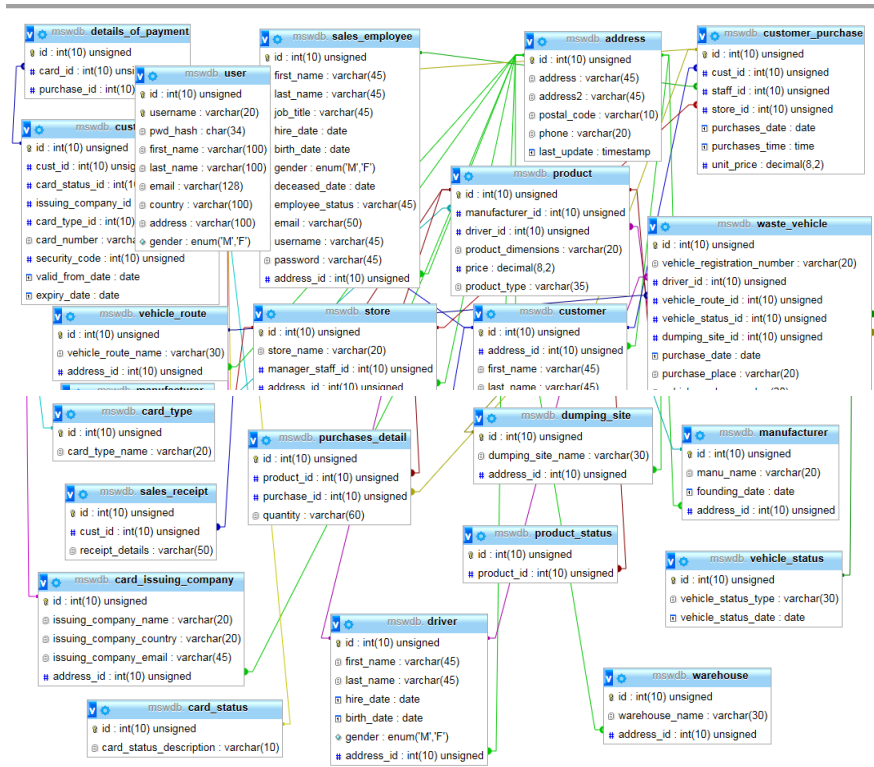 mswdb. details_of_payment
id : int(10) unsigned
# card_id : int(10) unsi
# purchase_id : int(10)
mswdb. user
id : int(10) unsigned
username : varchar(20)
pwd_hash : char(34)
first_name : varchar(100)
last_name : varchar(100)
email : varchar(128)
country : varchar(100)
address : varchar(100)
gender : enum('M','F')
mswdb. sales_employee
id : int(10) unsigned
first_name : varchar(45)
last_name : varchar(45)
job_title : varchar(45)
hire_date : date
birth_date : date
gender : enum('M','F')
deceased_date : date
employee_status : varchar(45)
email : varchar(50)
username : varchar(45)
password : varchar(45)
# address_id : int(10) unsigned
mswdb. address
id : int(10) unsigned
address : varchar(45)
address2 : varchar(45)
postal_code : varchar(10)
phone : varchar(20)
last_update : timestamp
mswdb. customer_purchase
id : int(10) unsigned
# cust_id : int(10) unsigned
# staff_id : int(10) unsigned
# store_id : int(10) unsigned
purchases_date : date
purchases_time : time
# unit_price : decimal(8,2)
mswdb. cust
id : int(10) unsigned
# cust_id : int(10) unsig
# card_status_id : int(1
# issuing_company_id
# card_type_id : int(10)
card_number : varcha
# security_code : int(10) unsigned
valid_from_date : date
expiry_date : date
mswdb. product
id : int(10) unsigned
# manufacturer_id : int(10) unsigned
# driver_id : int(10) unsigned
product_dimensions : varchar(20)
# price : decimal(8,2)
product_type : varchar(35)
mswdb. waste_vehicle
id : int(10) unsigned
vehicle_registration_number : varchar(20)
# driver_id : int(10) unsigned
# vehicle_route_id : int(10) unsigned
# vehicle_status_id : int(10) unsigned
# dumping_site_id : int(10) unsigned
purchase_date : date
purchase_place : varchar(20)
mswdb. vehicle_route
id : int(10) unsigned
vehicle_route_name : varchar(30)
# address_id : int(10) unsigned
mswdb. store
id : int(10) unsigned
store_name : varchar(20)
# manager_staff_id : int(10) unsigned
# address_id : int(10) unsigned
mswdb. customer
id : int(10) unsigned
# address_id : int(10) unsigned
first_name : varchar(45)
last_name : varchar(45)
mswdb. manufacturer
mswdb. card_type
id : int(10) unsigned
card_type_name : varchar(20)
mswdb. purchases_detail
id : int(10) unsigned
# product_id : int(10) unsigned
# purchase_id : int(10) unsigned
quantity : varchar(60)
mswdb. dumping_site
id : int(10) unsigned
dumping_site_name : varchar(30)
# address_id : int(10) unsigned
mswdb. manufacturer
id : int(10) unsigned
manu_name : varchar(20)
founding_date : date
# address_id : int(10) unsigned
mswdb. sales_receipt
id : int(10) unsigned
# cust_id : int(10) unsigned
receipt_details : varchar(50)
mswdb. product_status
id : int(10) unsigned
# product_id : int(10) unsigned
mswdb. vehicle_status
id : int(10) unsigned
vehicle_status_type : varchar(30)
vehicle_status_date : date
mswdb. card_issuing_company
id : int(10) unsigned
issuing_company_name : varchar(20)
issuing_company_country : varchar(20)
issuing_company_email : varchar(45)
# address_id : int(10) unsigned
mswdb. driver
id : int(10) unsigned
first_name : varchar(45)
last_name : varchar(45)
hire_date : date
birth_date : date
gender : enum('M','F')
# address_id : int(10) unsigned
mswdb. warehouse
id : int(10) unsigned
warehouse_name : varchar(30)
# address_id : int(10) unsigned
mswdb. card_status
id : int(10) unsigned
card_status_description : varchar(10)